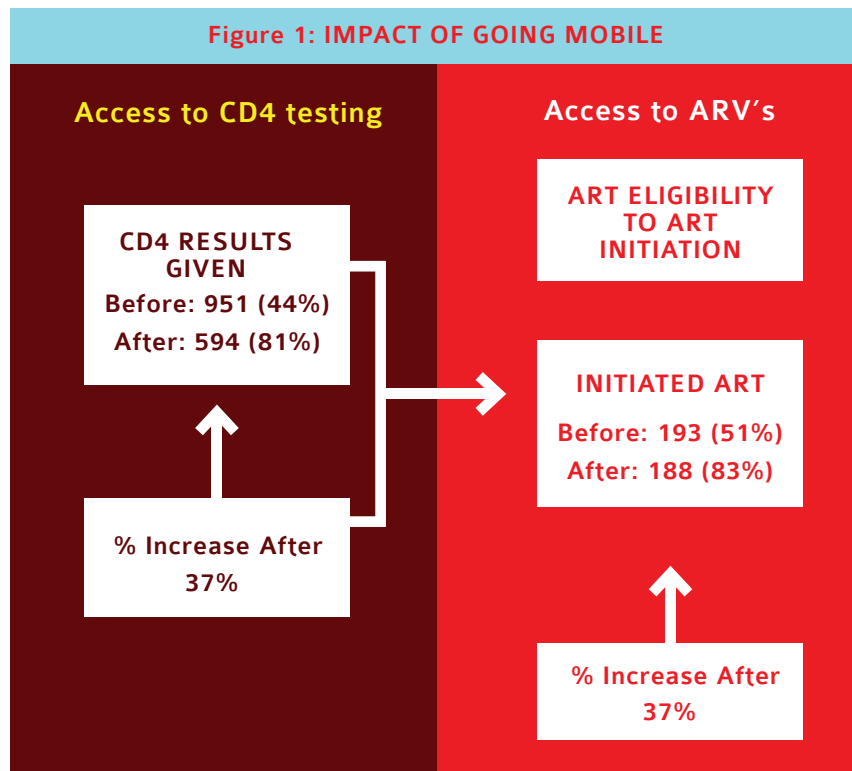 Figure 1: IMPACT OF GOING MOBILE
Access to CD4 testing
CD4 RESULTS
GIVEN
Before: 951 (44%)
After: 594 (81%)
% Increase After
37%
Access to ARV's
ART ELIGIBILITY
TO ART
INITIATION
INITIATED ART
Before: 193 (51%)
After: 188 (83%)
% Increase After
37%